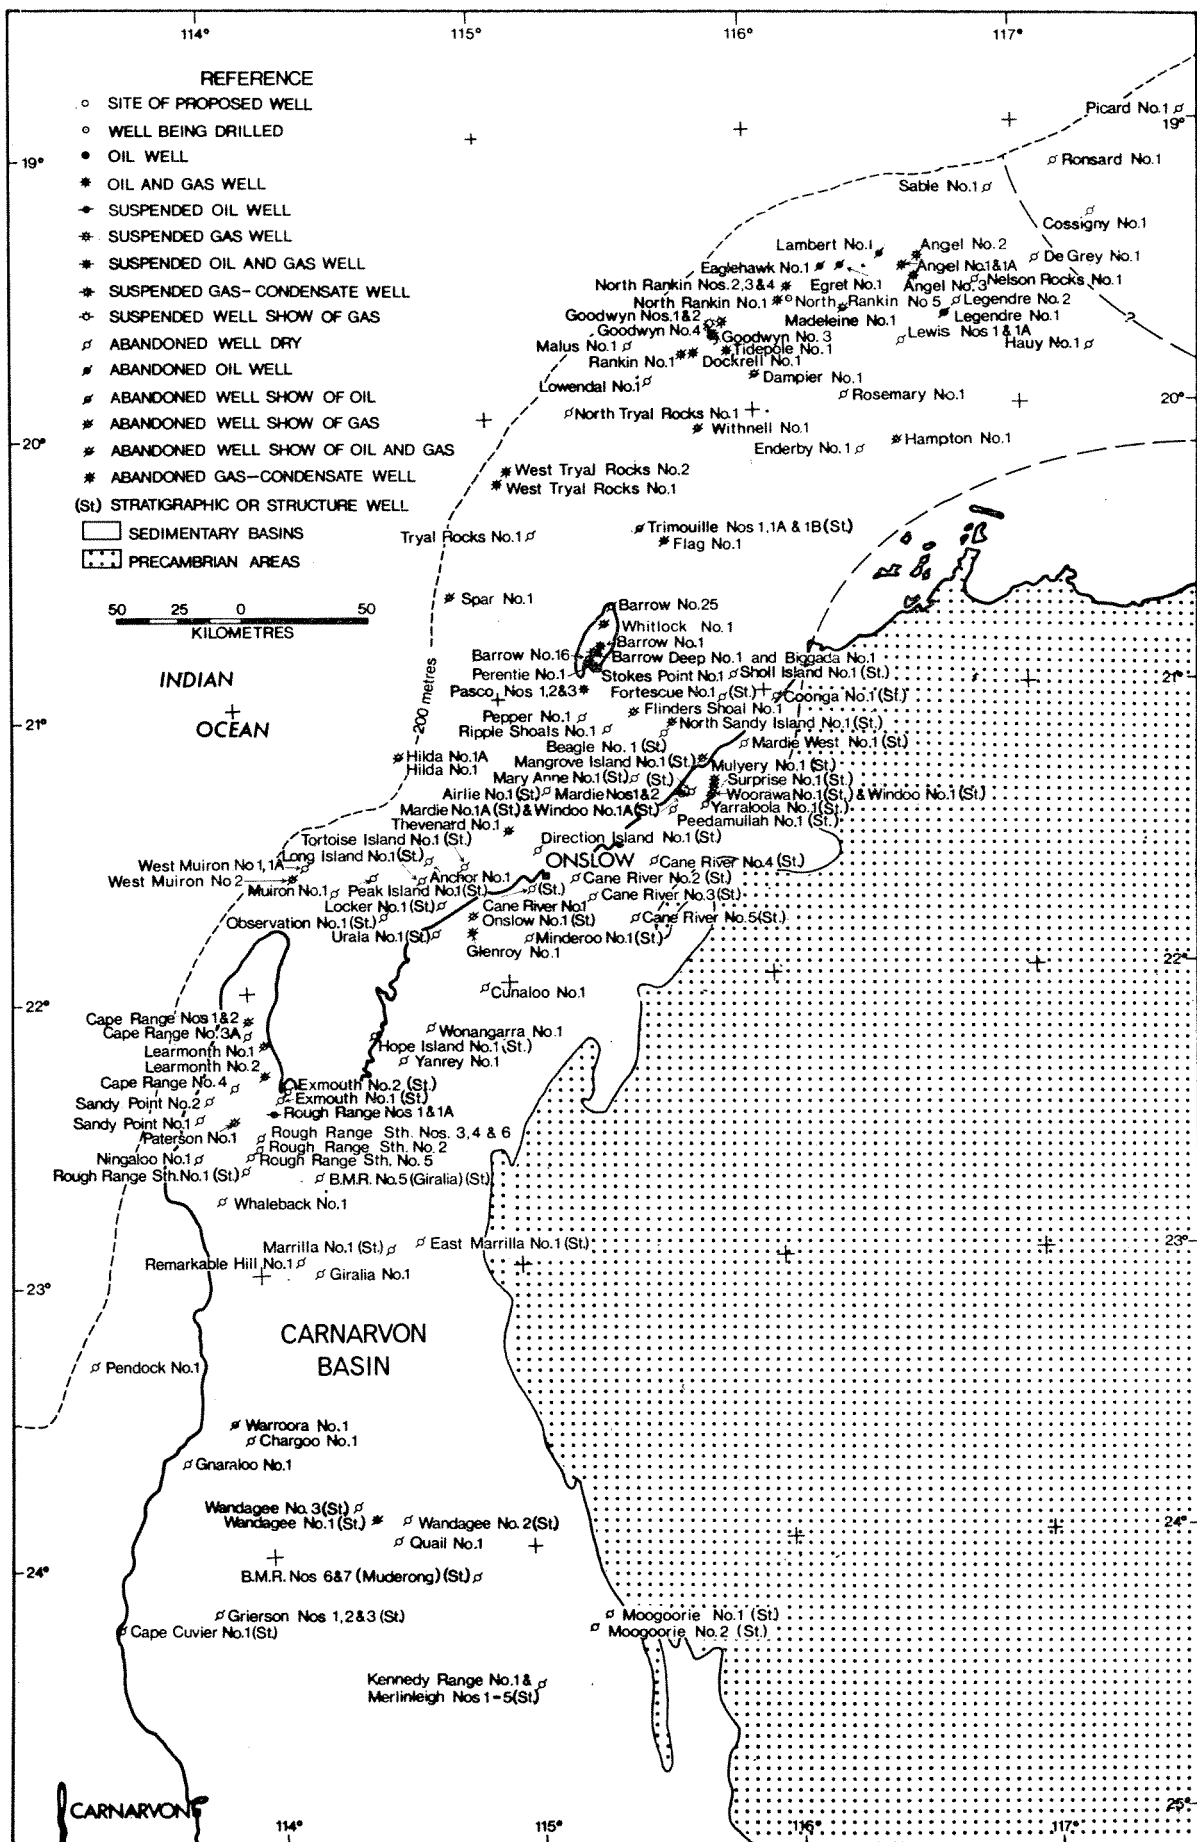 114°
115°
116°
117°
REFERENCE
SITE OF PROPOSED WELL
WELL BEING DRILLED
OIL WELL
OIL AND GAS WELL
SUSPENDED OIL WELL
SUSPENDED GAS WELL
SUSPENDED OIL AND GAS WELL
SUSPENDED GAS-CONDENSATE WELL
SUSPENDED WELL SHOW OF GAS
ABANDONED WELL DRY
ABANDONED OIL WELL
ABANDONED WELL SHOW OF OIL
ABANDONED WELL SHOW OF GAS
ABANDONED WELL SHOW OF OIL AND GAS
ABANDONED GAS-CONDENSATE WELL
(St) STRATIGRAPHIC OR STRUCTURE WELL
SEDIMENTARY BASINS
PRECAMBRIAN AREAS
50 25 0 50
KILOMETRES
Picard No.1
19°
19°
Ronsard No.1
Sable No.1
Cossigny No.1
Lambert No.1
Angel No.2
De Grey No.1
Eaglehawk No.1
Angel No.1&1A
North Rankin Nos.2,3&4
Egret No.1
Angel No.3
Nelson Rocks No.1
North Rankin No.1
North Rankin No 5
Legendre No.2
Goodwyn Nos.1&2
Madeleine No.1
Legendre No.1
?
Goodwyn No.4
Goodwyn No.3
Lewis Nos 1&1A
Malus No.1
Tidepole No.1
Hauy No.1
Rankin No.1
Dockrell No.1
Lowendal No.1
Dampier No.1
Rosemary No.1
20°
North Tryal Rocks No.1
Withnell No.1
20°
Enderby No.1
Hampton No.1
West Tryal Rocks No.2
West Tryal Rocks No.1
Trimouille Nos 1,1A & 1B (St.)
Tryal Rocks No.1
Flag No.1
Spar No.1
Barrow No.25
Whitlock No.1
Barrow No.1
Barrow No.16
Barrow Deep No.1 and Biggada No.1
Perentie No.1
Stokes Point No.1
Sholl Island No.1 (St.)
21°
INDIAN
OCEAN
200 metres
Pasco Nos 1,2&3
Fortescue No.1 (St.)
Coonga No.1 (St.)
21°
Pepper No.1
Flinders Shoal No.1
Ripple Shoals No.1
North Sandy Island No.1 (St.)
Beagle No.1 (St.)
Mardie West No.1 (St.)
Hilda No.1A
Hilda No.1
Mangrove Island No.1 (St.)
Mulyery No.1 (St.)
Mary Anne No.1 (St.)
(St.)
Surprise No.1 (St.)
Airlie No.1 (St.)
Mardie Nos 1&2
Woorawa No.1 (St.) & Windoo No.1 (St.)
Mardie No.1A (St.) & Windoo No.1A (St.)
Yarraloola No.1 (St.)
Peedamullah No.1 (St.)
Thevenard No.1
Tortoise Island No.1 (St.)
Direction Island No.1 (St.)
Long Island No.1 (St.)
ONSLOW
Cane River No.4 (St.)
West Muiron No 1,1A
West Muiron No 2
Anchor No.1
Cane River No.2 (St.)
Muiron No.1
Peak Island No.1 (St.)
(St.)
Cane River No.3 (St.)
Locker No.1 (St.)
Cane River No.1
Observation No.1 (St.)
Onslow No.1 (St.)
Cane River No.5 (St.)
Urala No.1 (St.)
Minderoo No.1 (St.)
Glenroy No.1
22°
Cunaloo No.1
22°
Cape Range Nos 1&2
Cape Range No. 3A
Wonangarra No.1
Learmonth No.1
Hope Island No.1 (St.)
Learmonth No.2
Yanrey No.1
Cape Range No.4
Exmouth No.2 (St.)
Sandy Point No.2
Exmouth No.1 (St.)
Rough Range Nos 1&1A
Sandy Point No.1
Paterson No.1
Rough Range Sth. Nos. 3,4 & 6
Rough Range Sth. No. 2
Ningaloo No.1
Rough Range Sth. No. 5
Rough Range Sth. No.1 (St.)
B.M.R. No.5 (Giralia) (St.)
Whaleback No.1
Marrilla No.1 (St.)
East Marrilla No.1 (St.)
23°
Remarkable Hill No.1
Giralia No.1
23°
CARNARVON
BASIN
Pendock No.1
Warroora No.1
Chargoo No.1
Gnaraloo No.1
Wandagee No. 3 (St.)
Wandagee No.1 (St.)
Wandagee No. 2 (St.)
24°
Quail No.1
24°
B.M.R. Nos 6&7 (Muderong) (St.)
Grierson Nos 1,2&3 (St.)
Moogoorie No.1 (St.)
Cape Cuvier No.1 (St.)
Moogoorie No.2 (St.)
Kennedy Range No.1 &
Merlinleigh Nos 1-5 (St.)
CARNARVON
25°
114°
115°
116°
117°